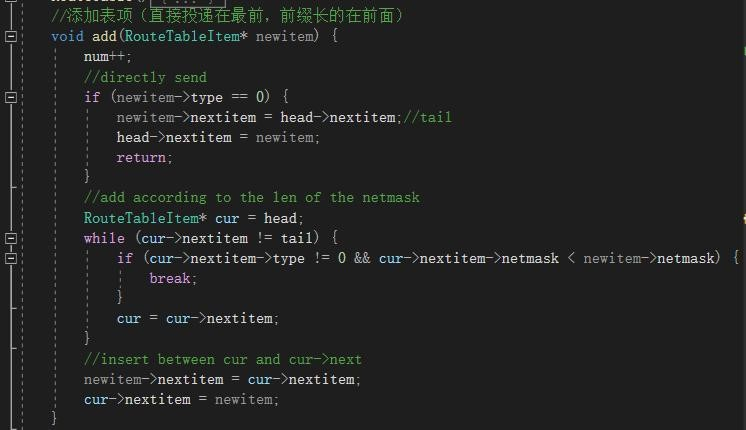 //添加表项（直接投递在最前，前缀长的在前面）
void add(RouteTableItem* newitem) {
num++;
//directly send
if (newitem->type == 0) {
newitem->nextitem = head->nextitem;//tail
head->nextitem = newitem;
return;
}
//add according to the len of the netmask
RouteTableItem* cur = head;
while (cur->nextitem != tail) {
if (cur->nextitem->type != 0 && cur->nextitem->netmask < newitem->netmask) {
break;
}
cur = cur->nextitem;
}
//insert between cur and cur->next
newitem->nextitem = cur->nextitem;
cur->nextitem = newitem;
}